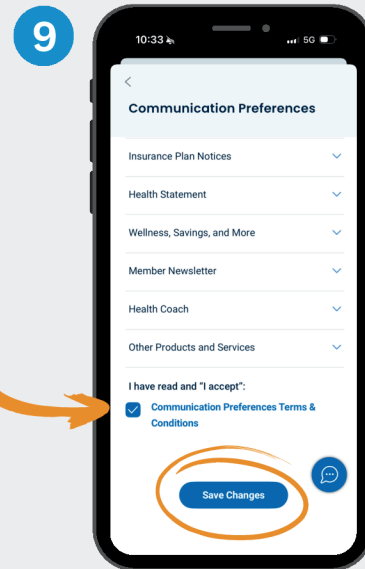 9
10:33
5G
Communication Preferences
Insurance Plan Notices
Health Statement
Wellness, Savings, and More
Member Newsletter
Health Coach
Other Products and Services
I have read and "I accept":
Communication Preferences Terms &
Conditions
Save Changes